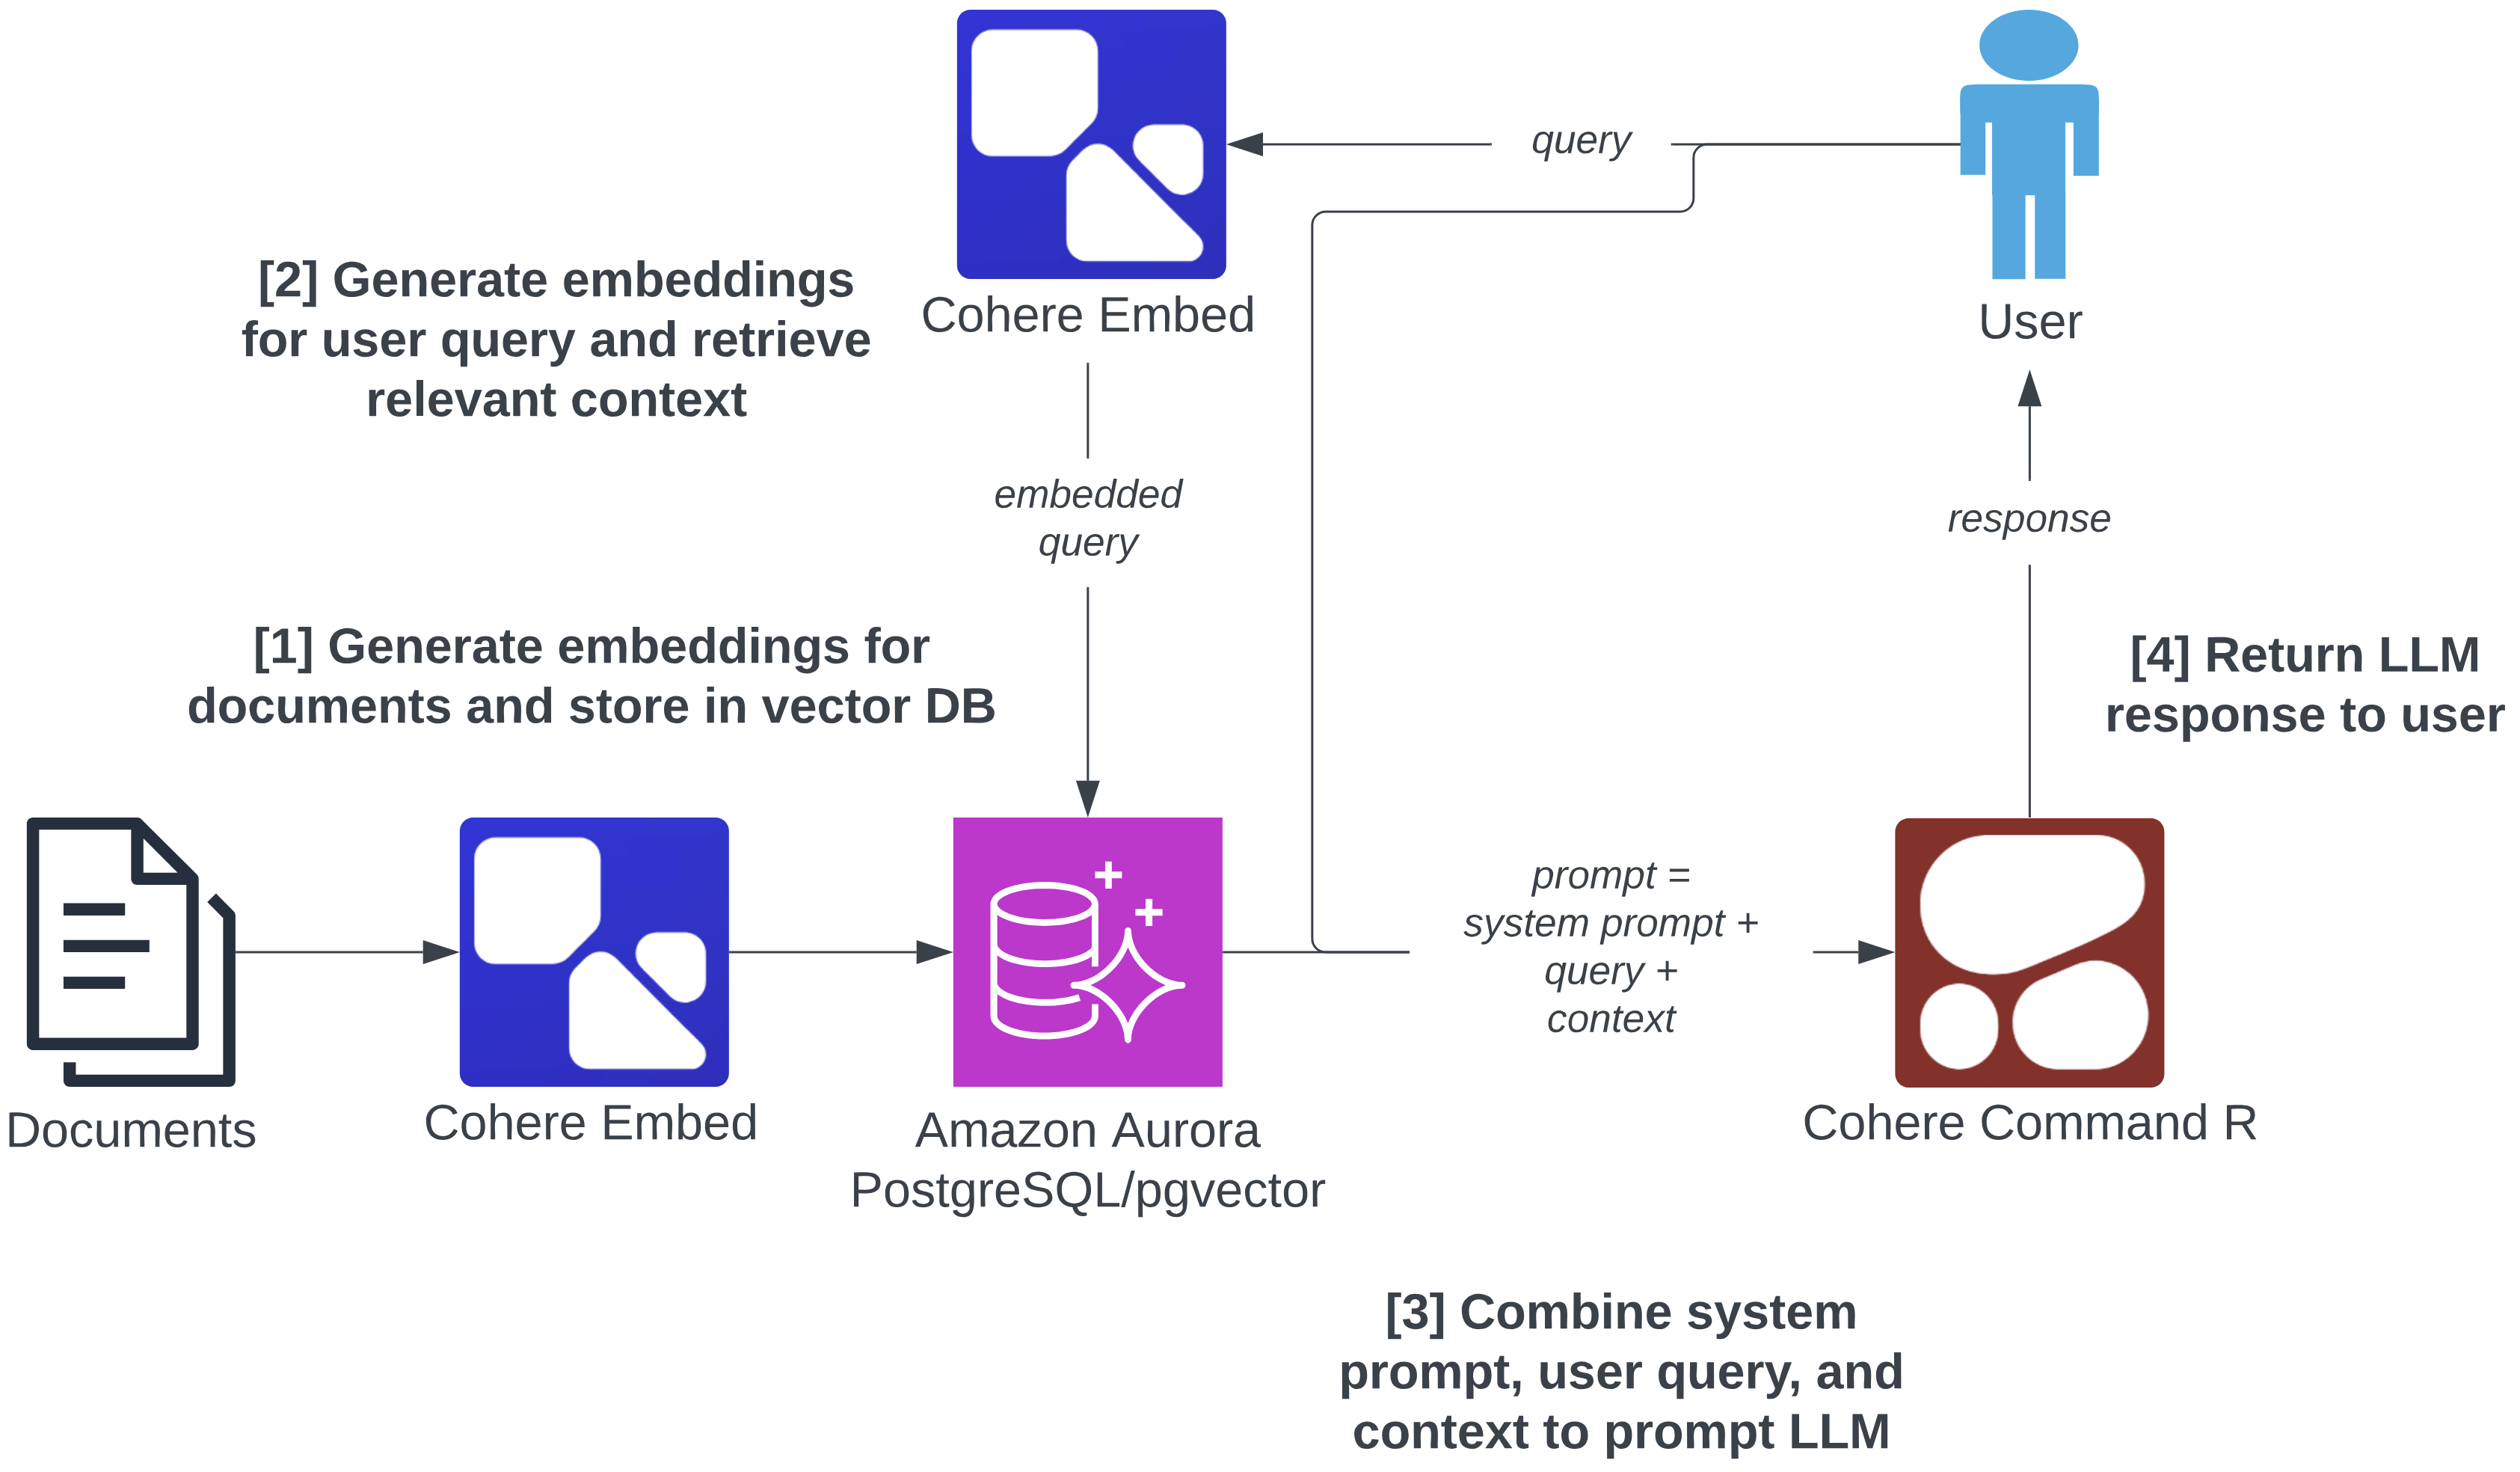 query
[2] Generate embeddings
for user query and retrieve
relevant context
Cohere Embed
User
embedded
query
response
[1] Generate embeddings for
documents and store in vector DB
[4] Return LLM
response to user
prompt =
system prompt +
query +
context
Documents
Cohere Embed
Amazon Aurora
PostgreSQL/pgvector
Cohere Command R
[3] Combine system
prompt, user query, and
context to prompt LLM